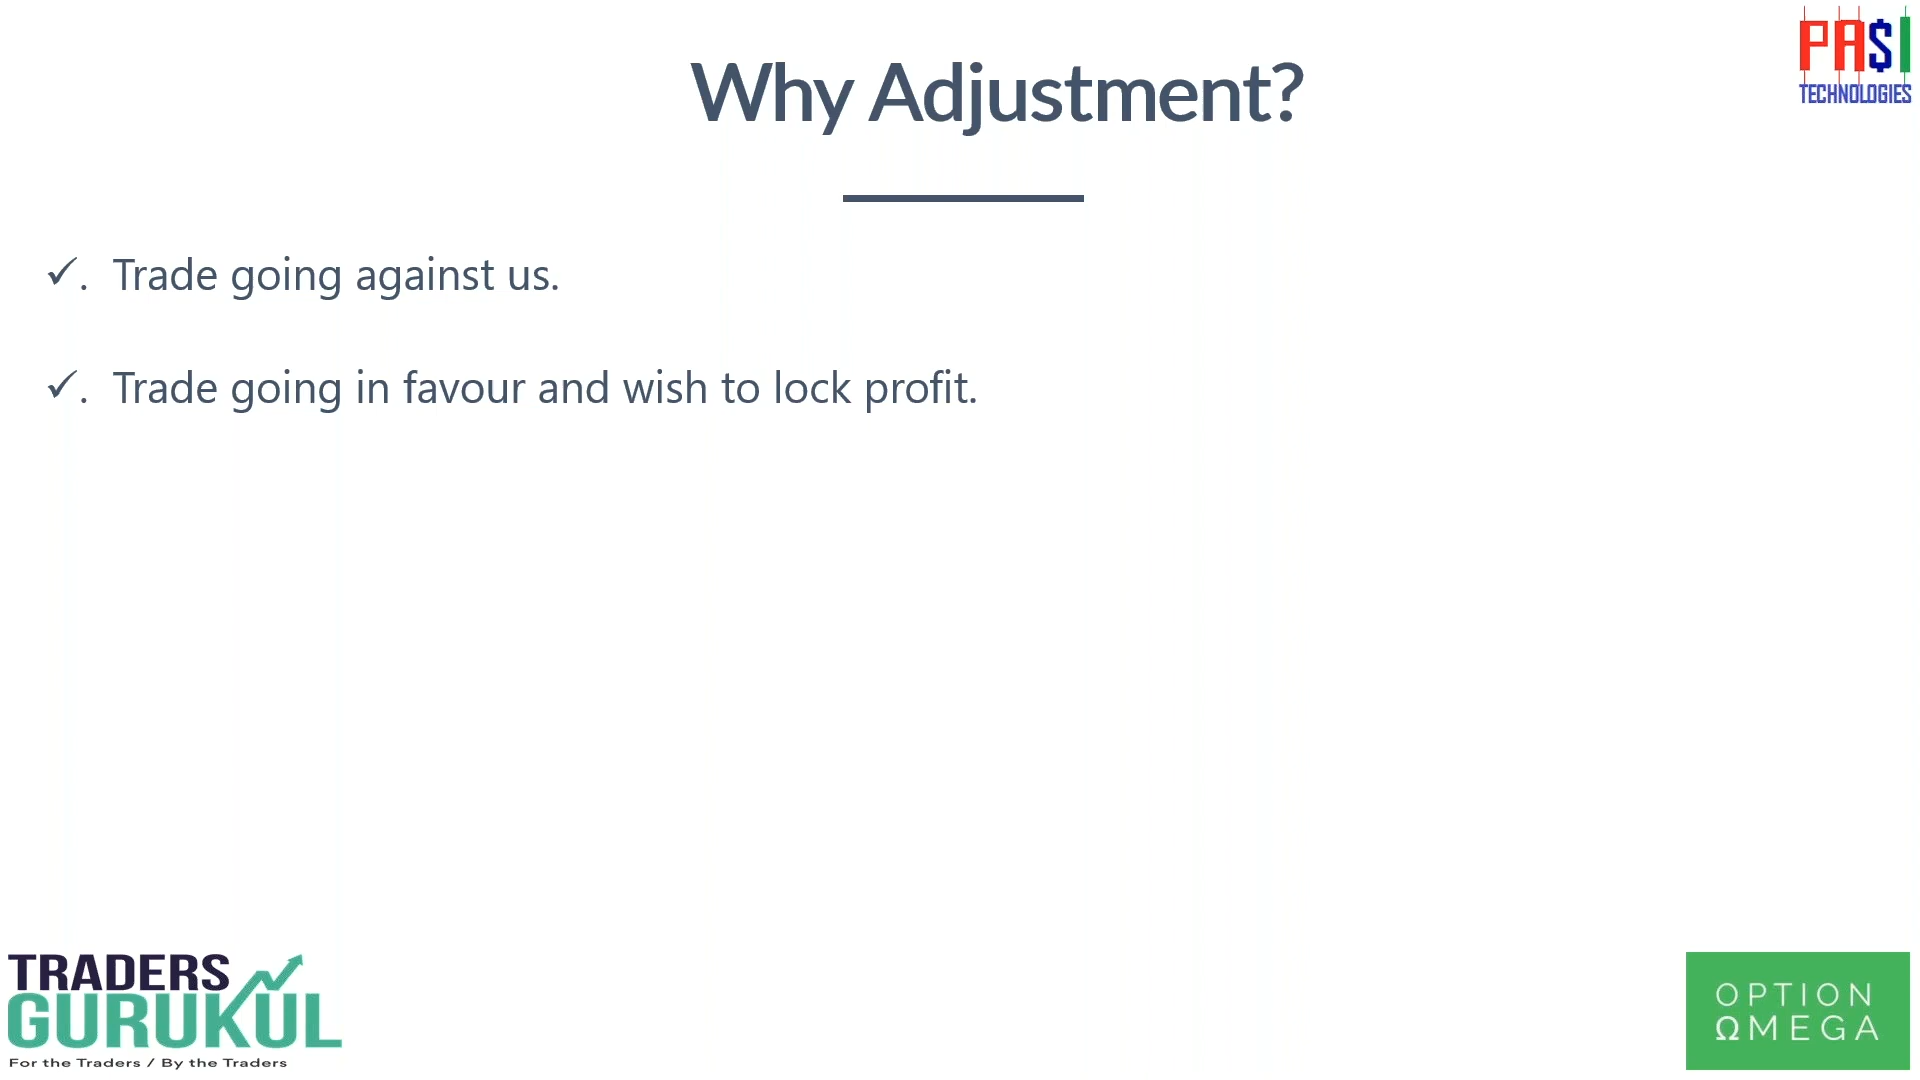 PA$I
TECHNOLOGIES
Why Adjustment?
✓. Trade going against us.
✓. Trade going in favour and wish to lock profit.
TRADERS
GURUKUL
For the Traders / By the Traders
OPTION
ΩMEGA